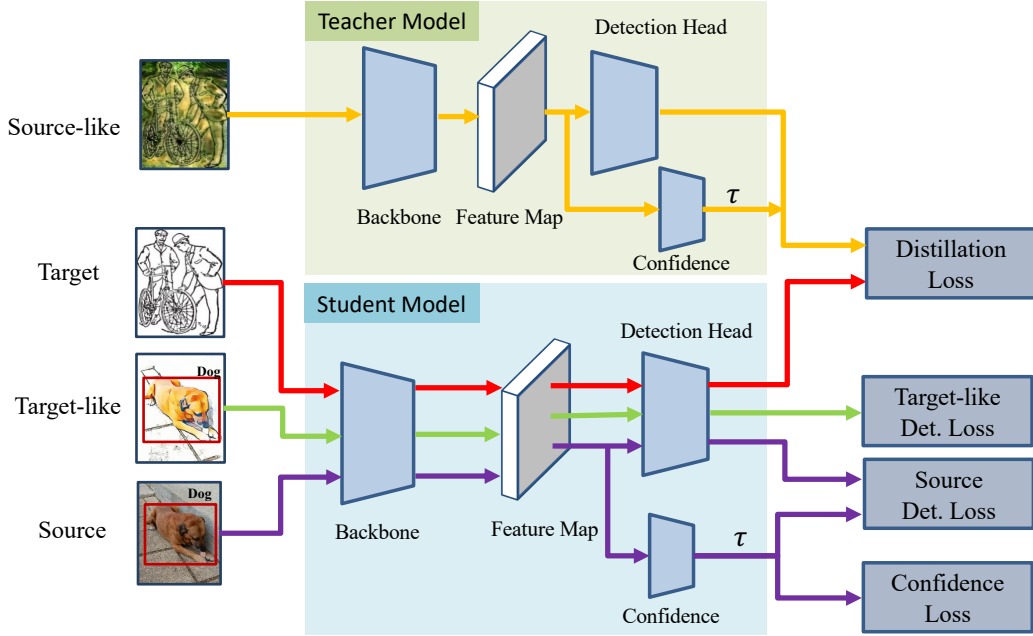 Teacher Model
Detection Head
Source-like
τ
Backbone
Feature Map
Confidence
Distillation
Loss
Target
Student Model
Detection Head
Dog
Target-like
Target-like
Det. Loss
Dog
Source
Source
Det. Loss
Backbone
Feature Map
τ
Confidence
Confidence
Loss